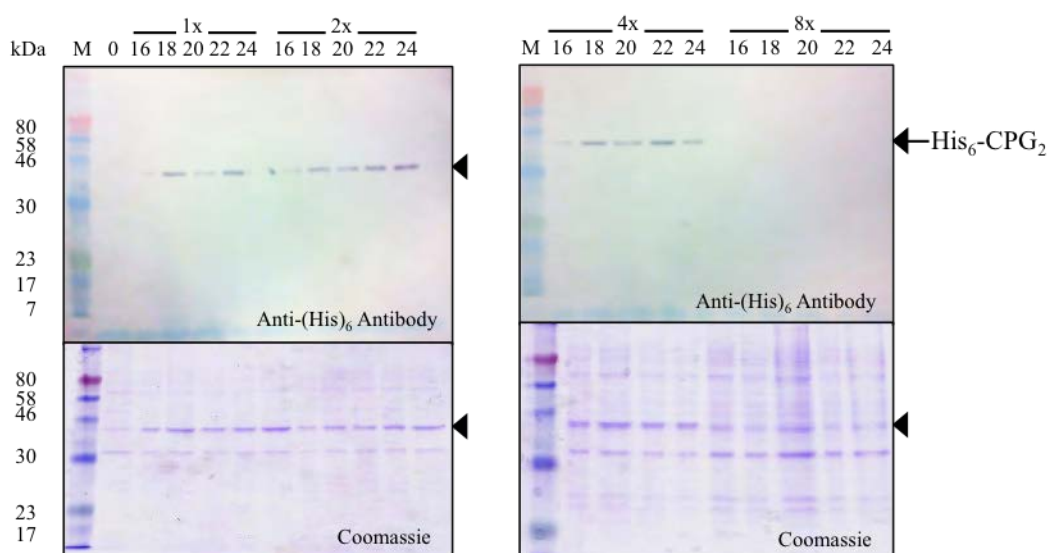 1x 2x 4x 8x
kDa M 0 16 18 20 22 24 16 18 20 22 24 M 16 18 20 22 24 16 18 20 22 24
80
58
46
30
23
17
7
His₆-CPG₂
Anti-(His)₆ Antibody
Anti-(His)₆ Antibody
80
58
46
30
23
17
Coomassie
Coomassie